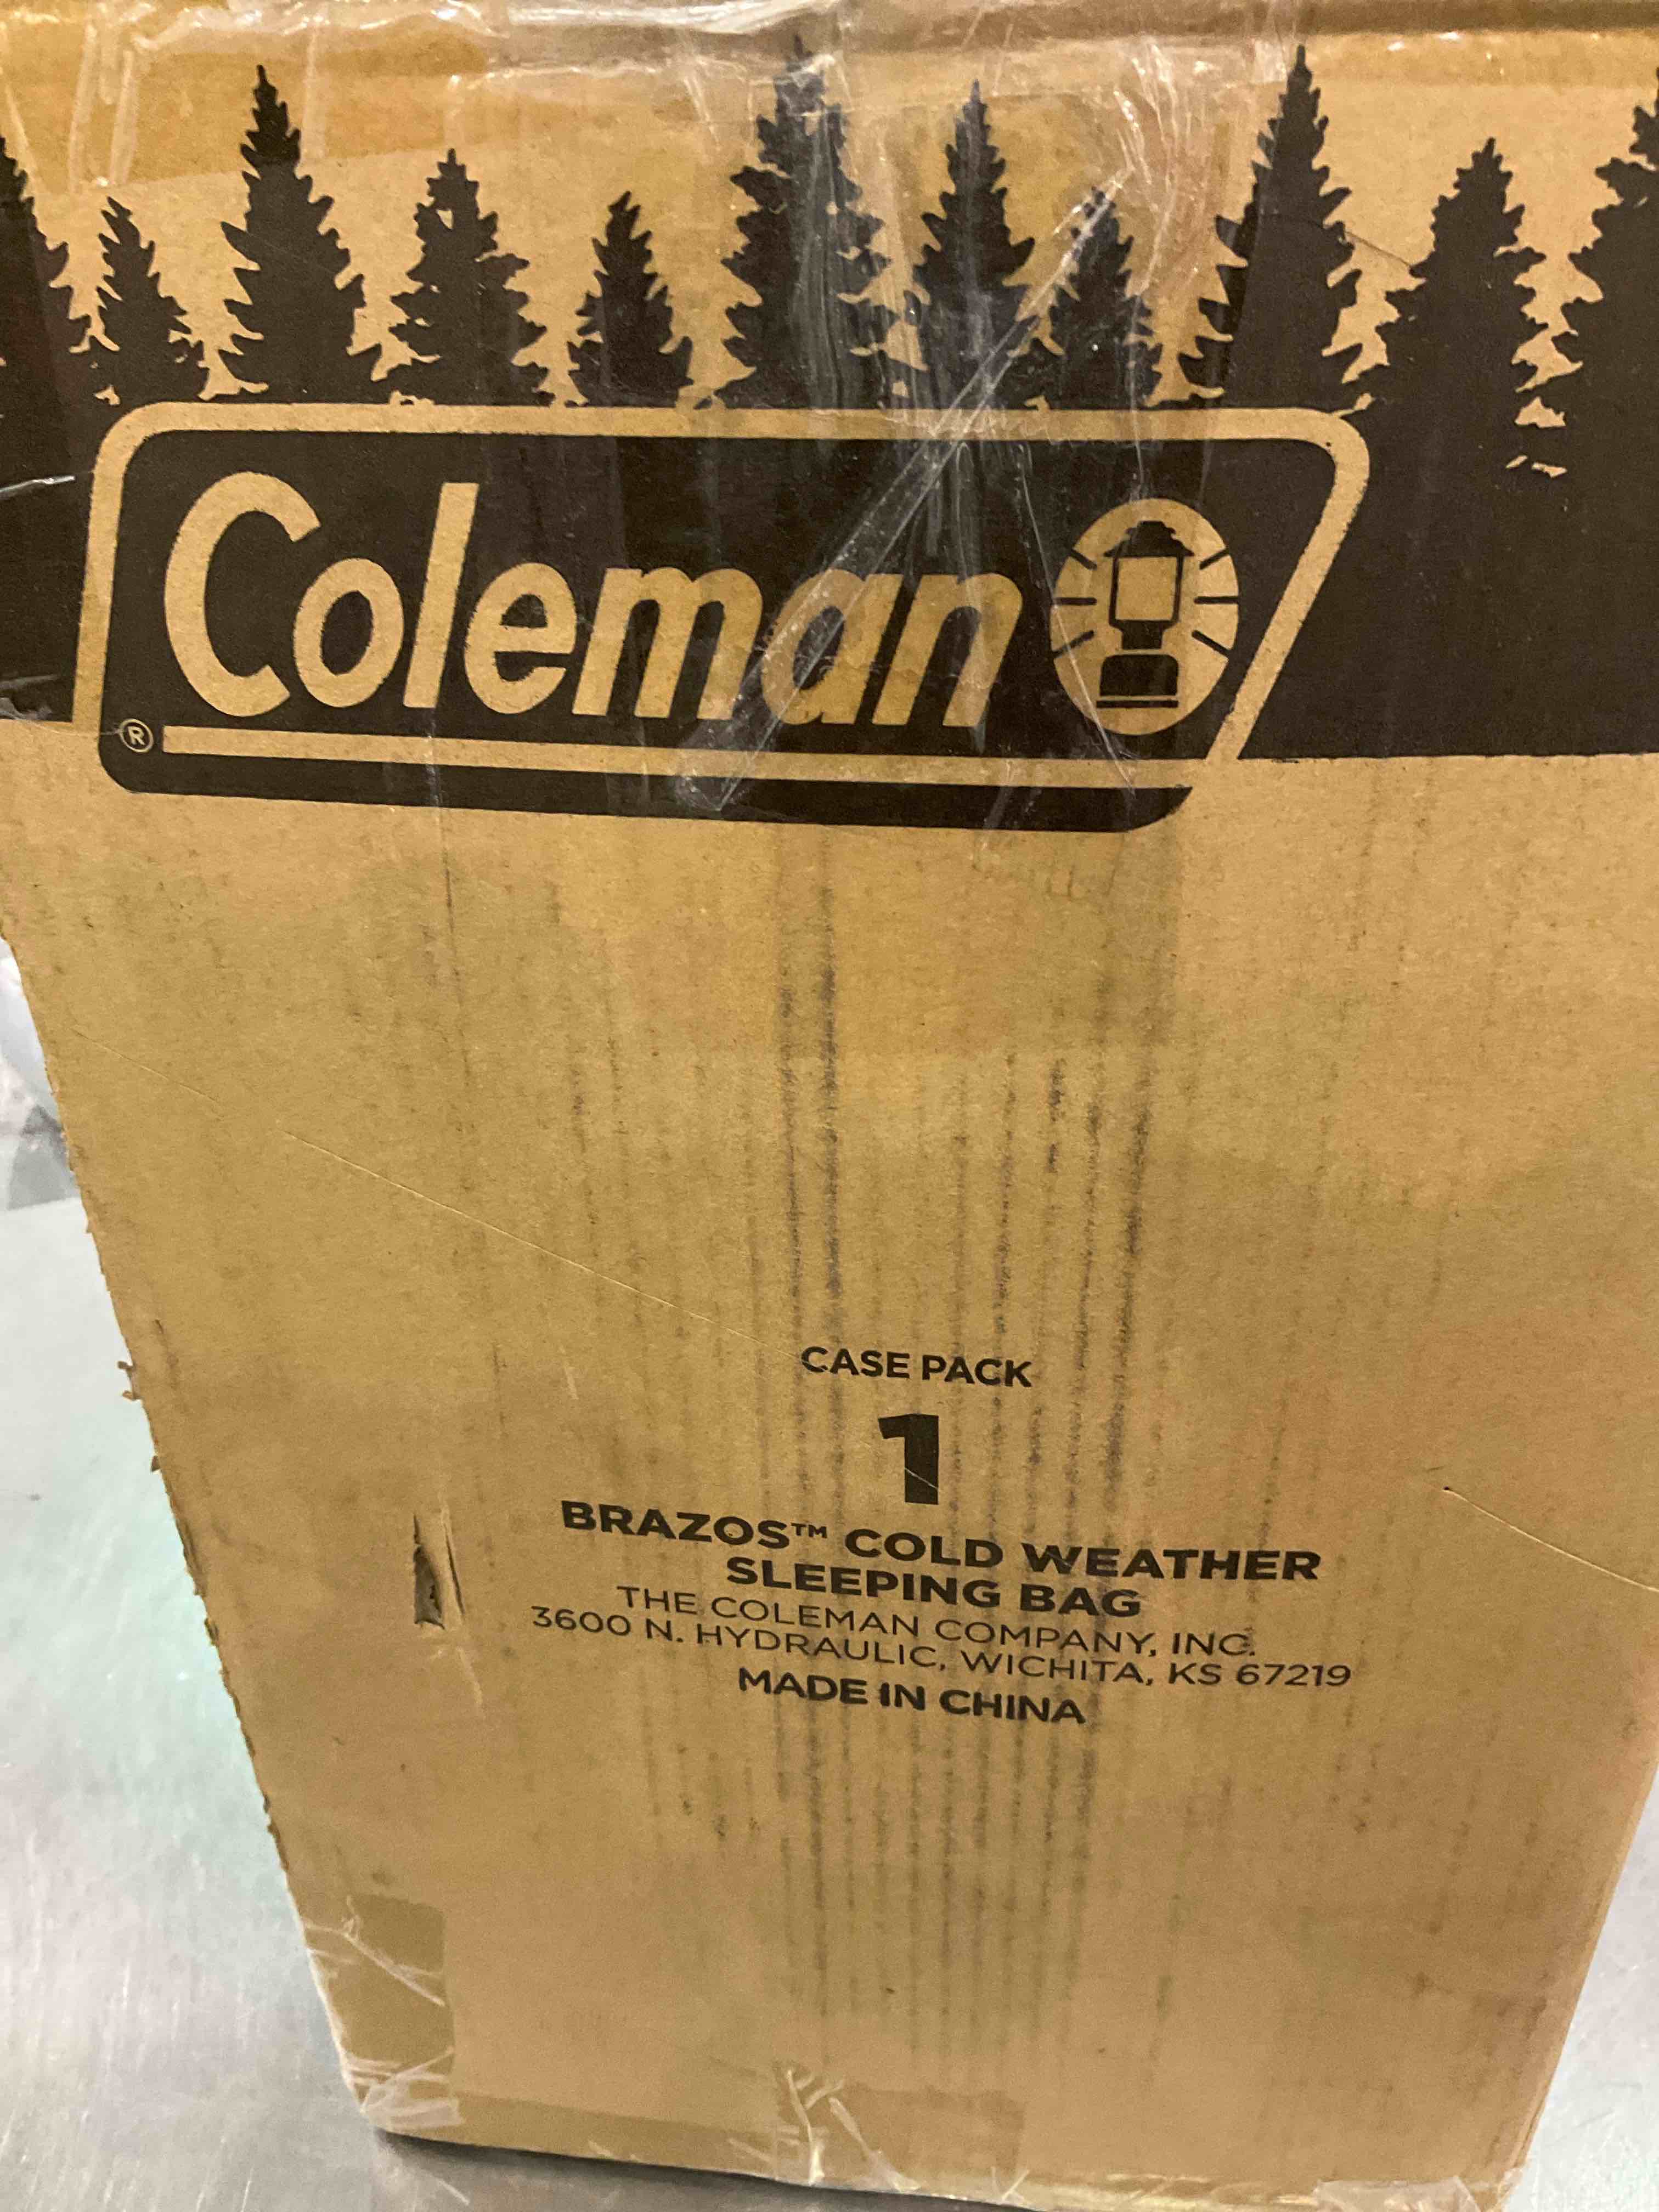 Coleman
®
CASE PACK
1
BRAZOS™ COLD WEATHER
SLEEPING BAG
THE COLEMAN COMPANY, INC.
3600 N. HYDRAULIC, WICHITA, KS 67219
MADE IN CHINA